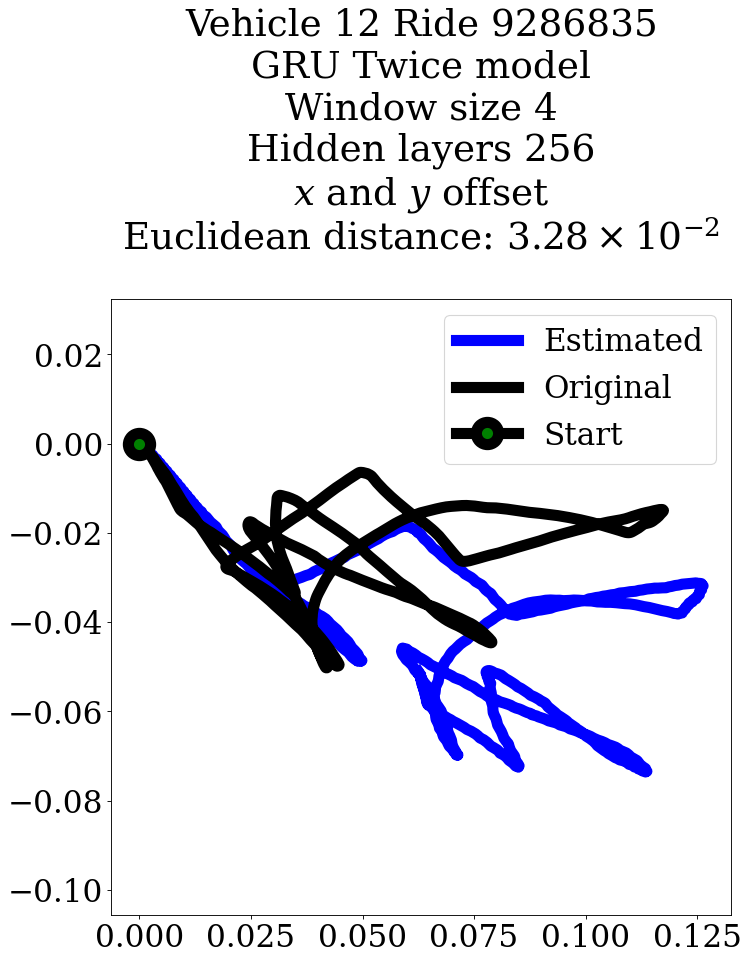 Vehicle 12 Ride 9286835
GRU Twice model
Window size 4
Hidden layers 256
x and y offset
Euclidean distance: 3.28 × 10⁻²
Estimated
Original
Start
0.02
0.00
−0.02
−0.04
−0.06
−0.08
−0.10
0.000 0.025 0.050 0.075 0.100 0.125